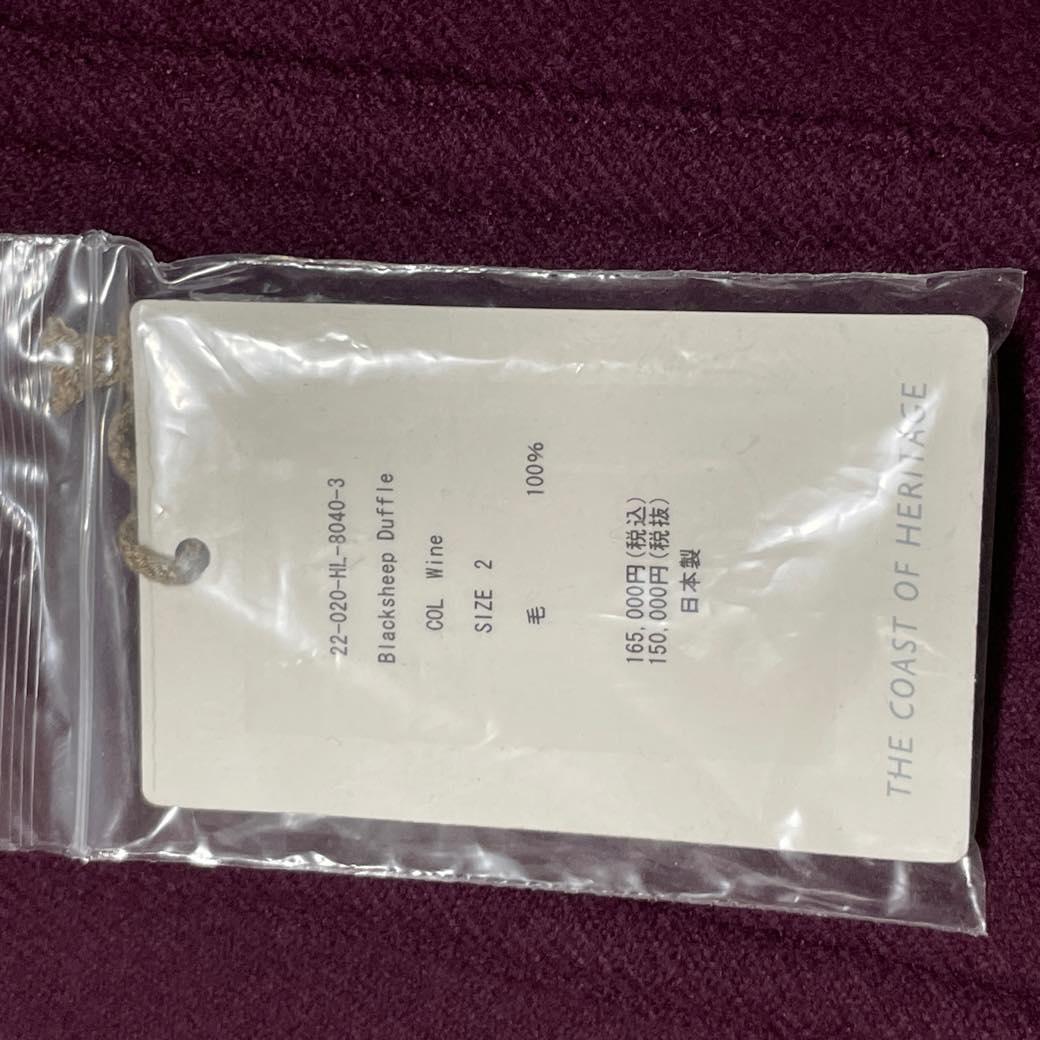 22-020-HL-8040-3
Blacksheep Duffle
COL Wine
SIZE 2
毛 100%
165,000円(税込)
150,000円(税抜)
日本製
THE COAST OF HERITAGE